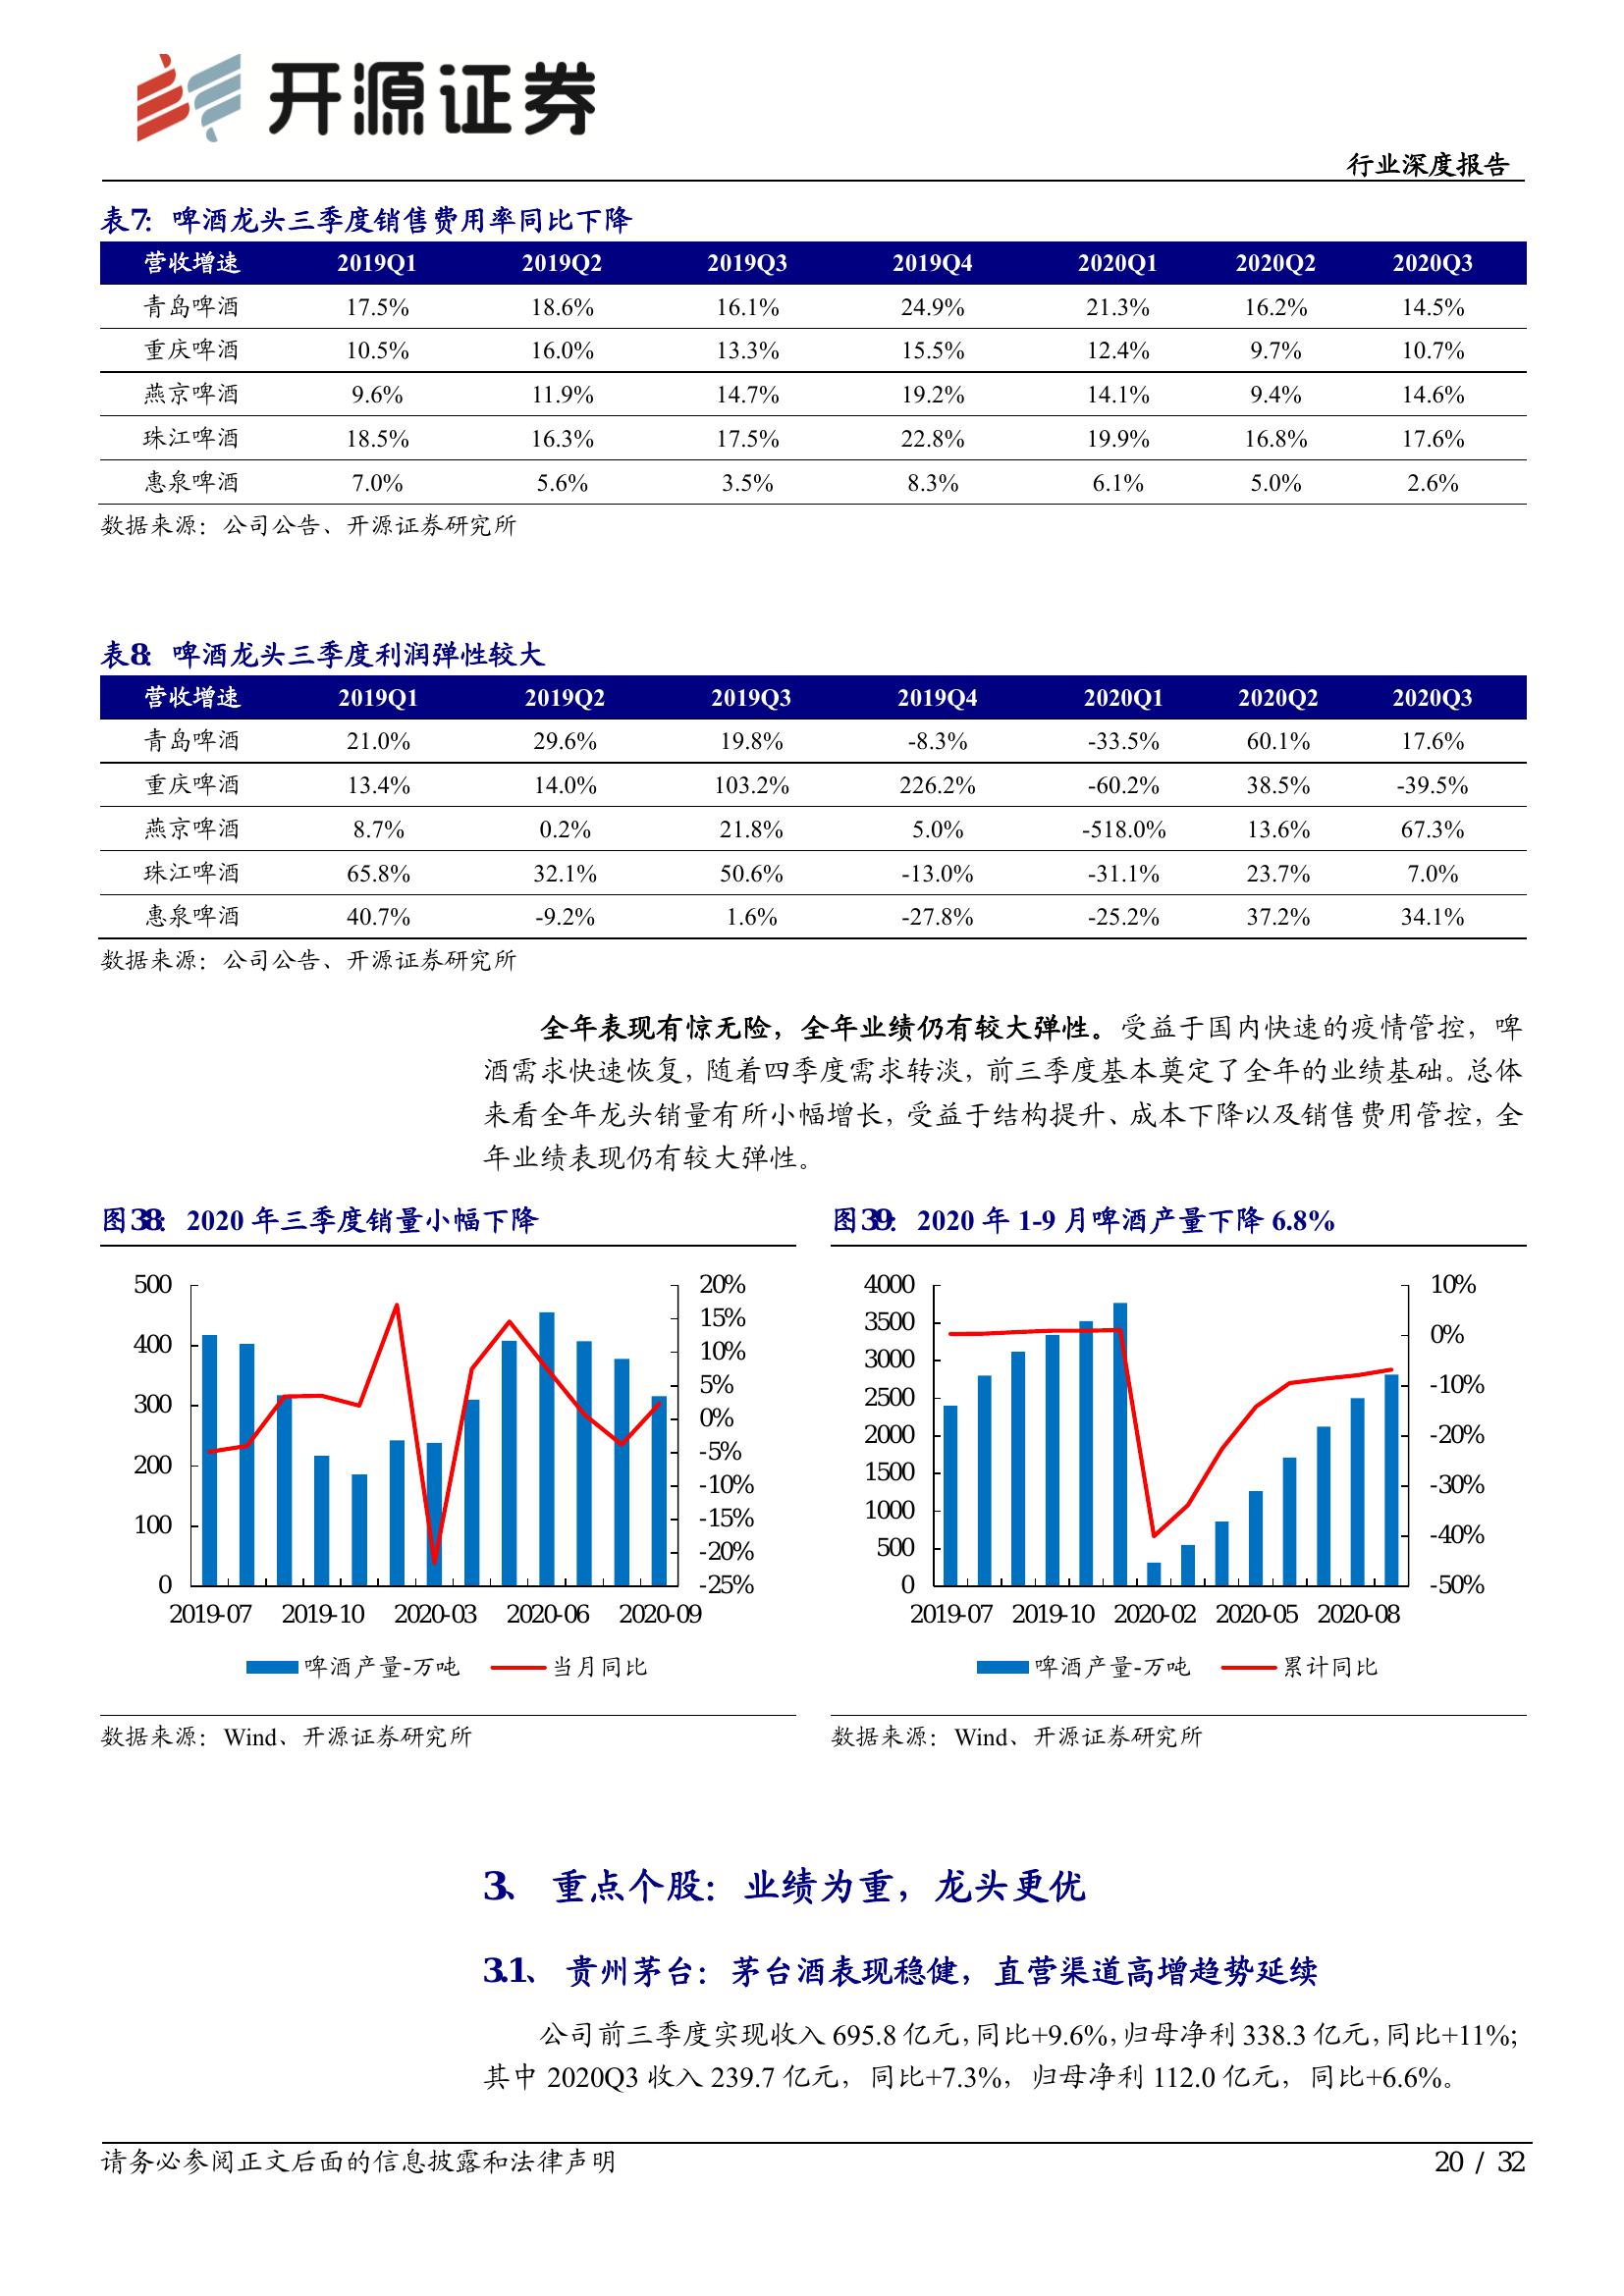 开源证券
行业深度报告
表7： 啤酒龙头三季度销售费用率同比下降
营收增速 2019Q1 2019Q2 2019Q3 2019Q4 2020Q1 2020Q2 2020Q3
青岛啤酒 17.5% 18.6% 16.1% 24.9% 21.3% 16.2% 14.5%
重庆啤酒 10.5% 16.0% 13.3% 15.5% 12.4% 9.7% 10.7%
燕京啤酒 9.6% 11.9% 14.7% 19.2% 14.1% 9.4% 14.6%
珠江啤酒 18.5% 16.3% 17.5% 22.8% 19.9% 16.8% 17.6%
惠泉啤酒 7.0% 5.6% 3.5% 8.3% 6.1% 5.0% 2.6%
数据来源：公司公告、开源证券研究所
表8： 啤酒龙头三季度利润弹性较大
营收增速 2019Q1 2019Q2 2019Q3 2019Q4 2020Q1 2020Q2 2020Q3
青岛啤酒 21.0% 29.6% 19.8% -8.3% -33.5% 60.1% 17.6%
重庆啤酒 13.4% 14.0% 103.2% 226.2% -60.2% 38.5% -39.5%
燕京啤酒 8.7% 0.2% 21.8% 5.0% -518.0% 13.6% 67.3%
珠江啤酒 65.8% 32.1% 50.6% -13.0% -31.1% 23.7% 7.0%
惠泉啤酒 40.7% -9.2% 1.6% -27.8% -25.2% 37.2% 34.1%
数据来源：公司公告、开源证券研究所
全年表现有惊无险，全年业绩仍有较大弹性。受益于国内快速的疫情管控，啤
酒需求快速恢复，随着四季度需求转淡，前三季度基本奠定了全年的业绩基础。总体
来看全年龙头销量有所小幅增长，受益于结构提升、成本下降以及销售费用管控，全
年业绩表现仍有较大弹性。
图38： 2020 年三季度销量小幅下降
500
400
300
200
100
0
20%
15%
10%
5%
0%
-5%
-10%
-15%
-20%
-25%
2019-07 2019-10 2020-03 2020-06 2020-09
啤酒产量-万吨 当月同比
数据来源：Wind、开源证券研究所
图39： 2020 年 1-9 月啤酒产量下降 6.8%
4000
3500
3000
2500
2000
1500
1000
500
0
10%
0%
-10%
-20%
-30%
-40%
-50%
2019-07 2019-10 2020-02 2020-05 2020-08
啤酒产量-万吨 累计同比
数据来源：Wind、开源证券研究所
3、 重点个股：业绩为重，龙头更优
3.1、 贵州茅台：茅台酒表现稳健，直营渠道高增趋势延续
公司前三季度实现收入 695.8 亿元，同比+9.6%，归母净利 338.3 亿元，同比+11%；
其中 2020Q3 收入 239.7 亿元，同比+7.3%，归母净利 112.0 亿元，同比+6.6%。
请务必参阅正文后面的信息披露和法律声明
20 / 32